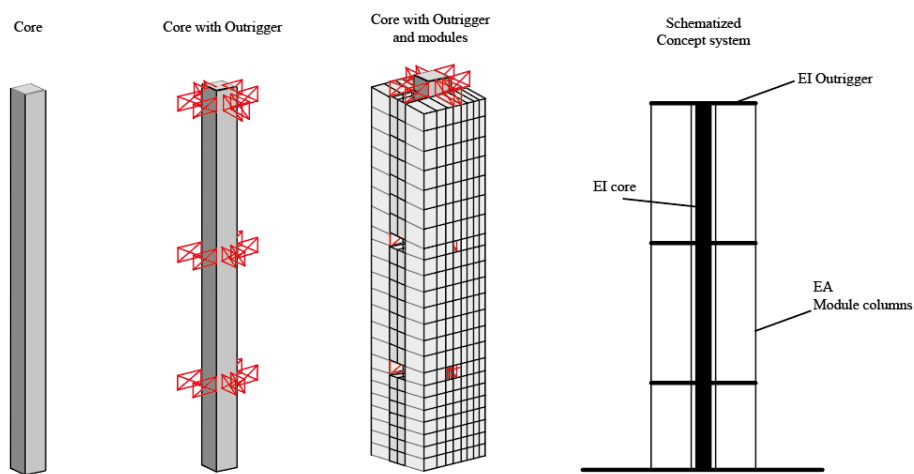 Core
Core with Outrigger
Core with Outrigger
and modules
Schematized
Concept system
EI Outrigger
EI core
EA
Module columns